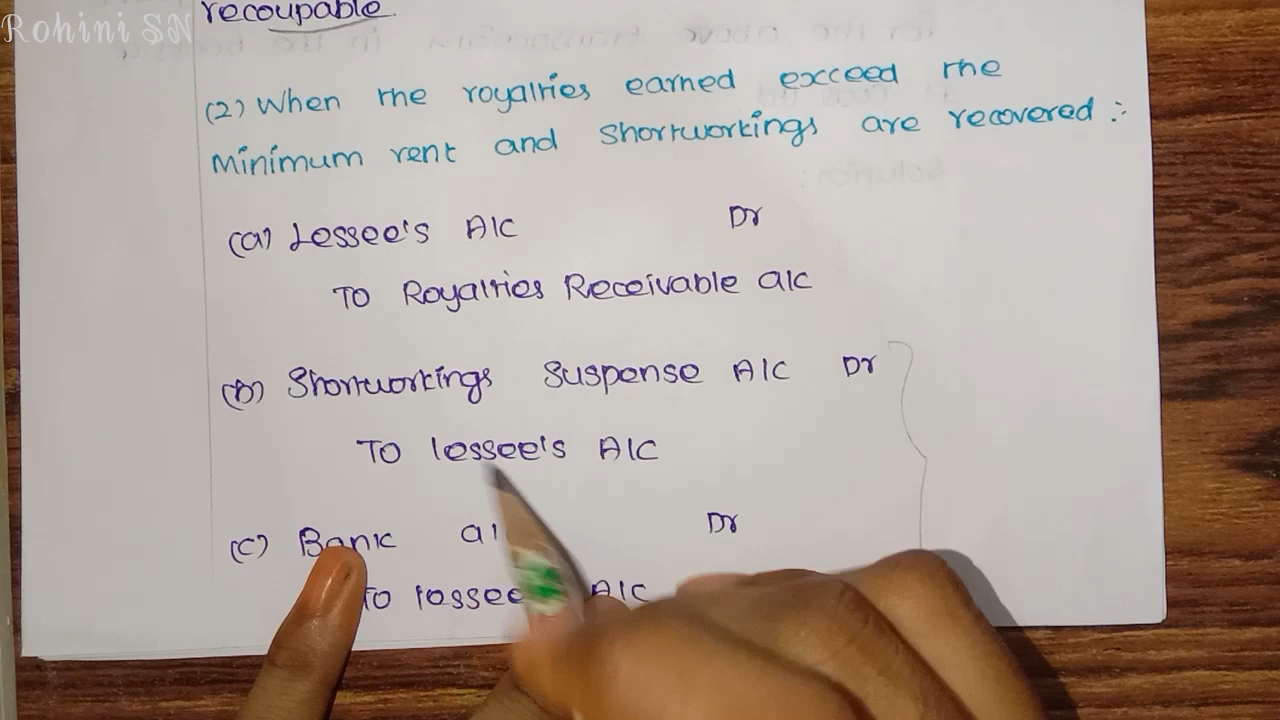 Rohini SN
recoupable.
(2) When the royalties earned exceed the
Minimum rent and Shortworkings are recovered :-
(a) Lessee's A/C Dr
To Royalties Receivable a/c
(b) Shortworkings Suspense A/C Dr
To lessee's A/C
(c) Bank Dr
To A/C